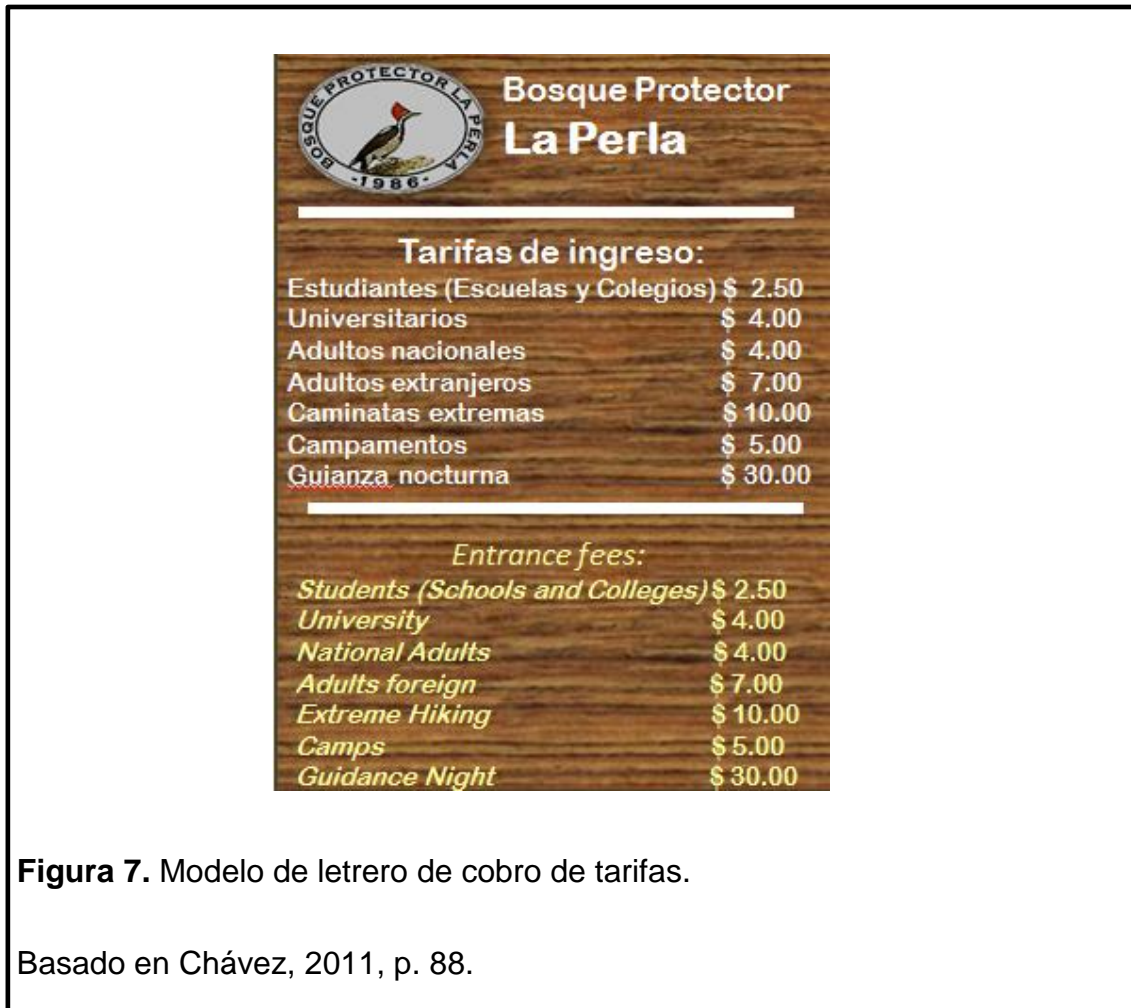 BOSQUE PROTECTOR LA PERLA
-1986-
Bosque Protector
La Perla
Tarifas de ingreso:
Estudiantes (Escuelas y Colegios) $ 2.50
Universitarios $ 4.00
Adultos nacionales $ 4.00
Adultos extranjeros $ 7.00
Caminatas extremas $ 10.00
Campamentos $ 5.00
Guianza nocturna $ 30.00
Entrance fees:
Students (Schools and Colleges) $ 2.50
University $ 4.00
National Adults $ 4.00
Adults foreign $ 7.00
Extreme Hiking $ 10.00
Camps $ 5.00
Guidance Night $ 30.00
Figura 7. Modelo de letrero de cobro de tarifas.
Basado en Chávez, 2011, p. 88.